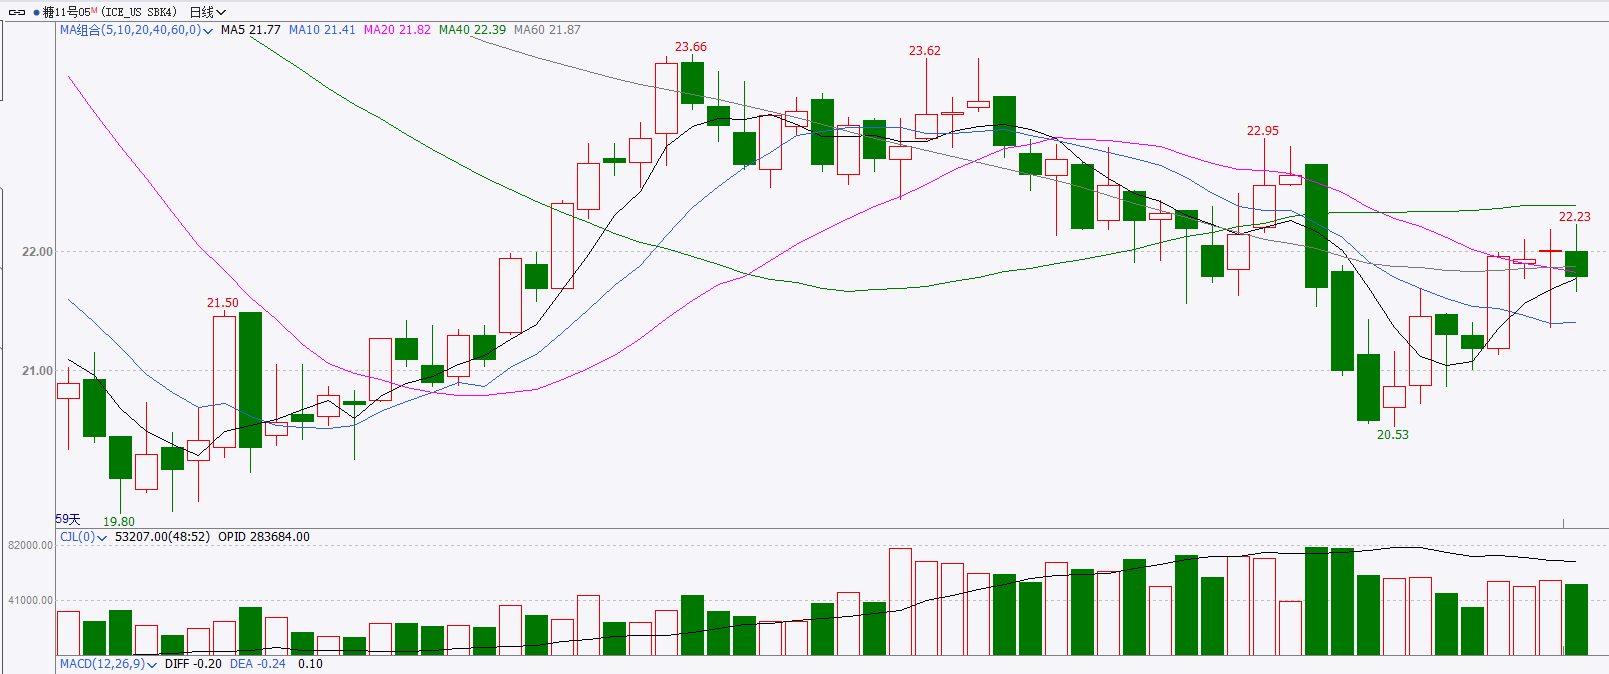 糖11号05M(ICE_US SBK4) 日线
MA组合(5,10,20,40,60,0) MA5 21.77 MA10 21.41 MA20 21.82 MA40 22.39 MA60 21.87
23.66
23.62
22.95
22.23
22.00
21.50
21.00
20.53
59天
19.80
CJL(0) 53207.00(48:52) OPID 283684.00
82000.00
41000.00
MACD(12,26,9) DIFF -0.20 DEA -0.24 0.10